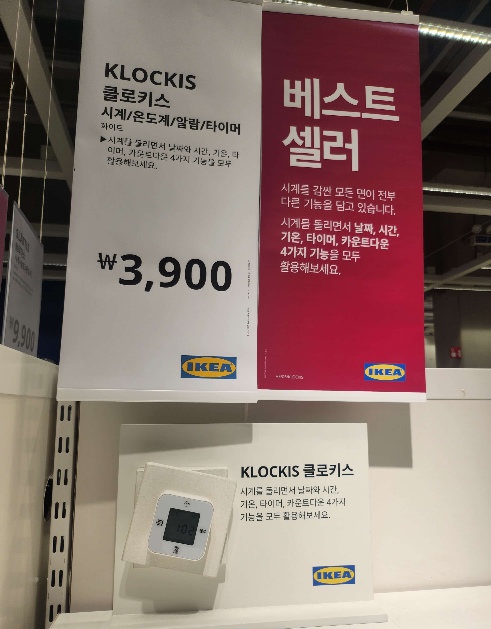 KLOCKIS
클로키스
시계/온도계/알람/타이머
화이트
▶시계를 돌리면서 날짜와 시간, 기온, 타
이머, 카운트다운 4가지 기능을 모두
활용해보세요.
₩3,900
IKEA
베스트
셀러
시계를 감싼 모든 면이 전부
다른 기능을 담고 있습니다.
시계를 돌리면서 날짜, 시간,
기온, 타이머, 카운트다운
4가지 기능을 모두
활용해보세요.
IKEA
₩9,900
KLOCKIS 클로키스
시계를 돌리면서 날짜와 시간,
기온, 타이머, 카운트다운 4가지
기능을 모두 활용해보세요.
IKEA